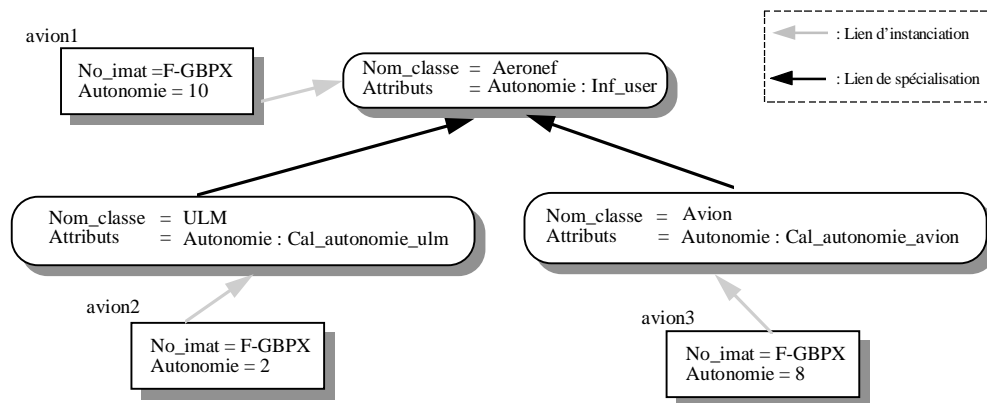 avion1
No_imat =F-GBPX
Autonomie = 10
Nom_classe = Aeronef
Attributs = Autonomie : Inf_user
: Lien d'instanciation
: Lien de spécialisation
Nom_classe = ULM
Attributs = Autonomie : Cal_autonomie_ulm
Nom_classe = Avion
Attributs = Autonomie : Cal_autonomie_avion
avion2
No_imat = F-GBPX
Autonomie = 2
avion3
No_imat = F-GBPX
Autonomie = 8